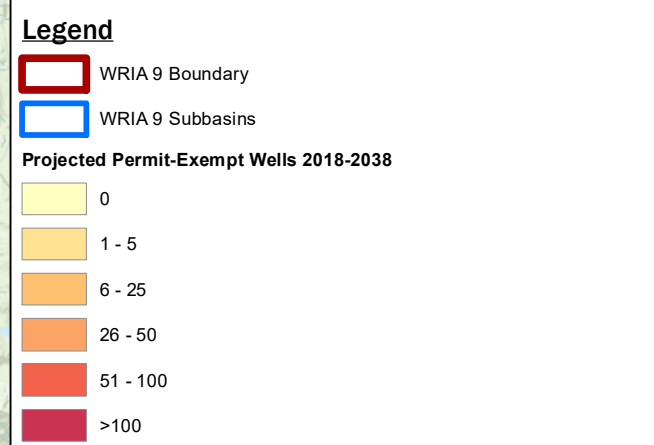 Legend
WRIA 9 Boundary
WRIA 9 Subbasins
Projected Permit-Exempt Wells 2018-2038
0
1 - 5
6 - 25
26 - 50
51 - 100
>100